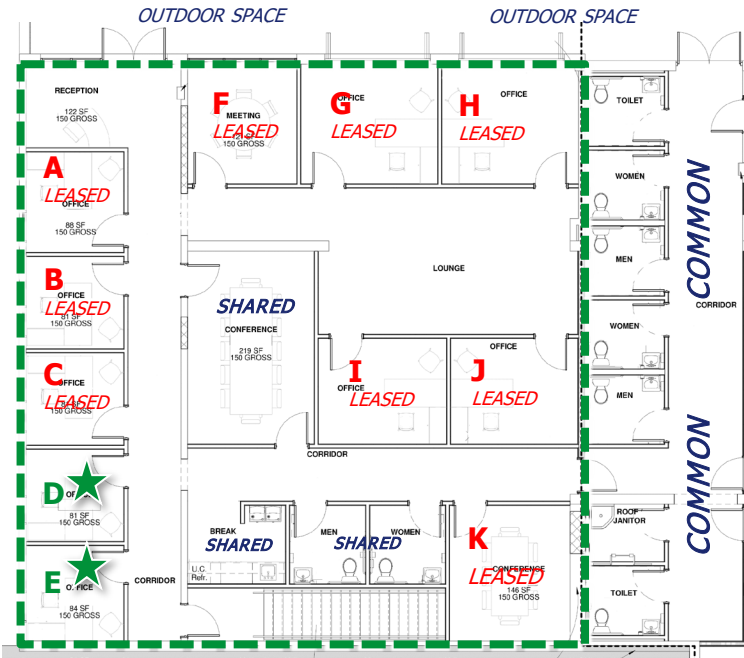 OUTDOOR SPACE
OUTDOOR SPACE
RECEPTION
122 SF
150 GROSS
F
MEETING
LEASED
150 GROSS
G
OFFICE
LEASED
H
OFFICE
LEASED
TOILET
A
LEASED
OFFICE
88 SF
150 GROSS
WOMEN
COMMON
MEN
B
OFFICE
LEASED
81 SF
150 GROSS
LOUNGE
SHARED
CONFERENCE
219 SF
150 GROSS
CORRIDOR
WOMEN
C
OFFICE
LEASED
150 GROSS
I
OFFICE
LEASED
J
OFFICE
LEASED
MEN
CORRIDOR
COMMON
D
81 SF
150 GROSS
BREAK
SHARED
U.C.
Refr.
MEN
WOMEN
SHARED
K
CONFERENCE
LEASED
146 SF
150 GROSS
ROOF
JANITOR
E
OFFICE
84 SF
150 GROSS
CORRIDOR
TOILET